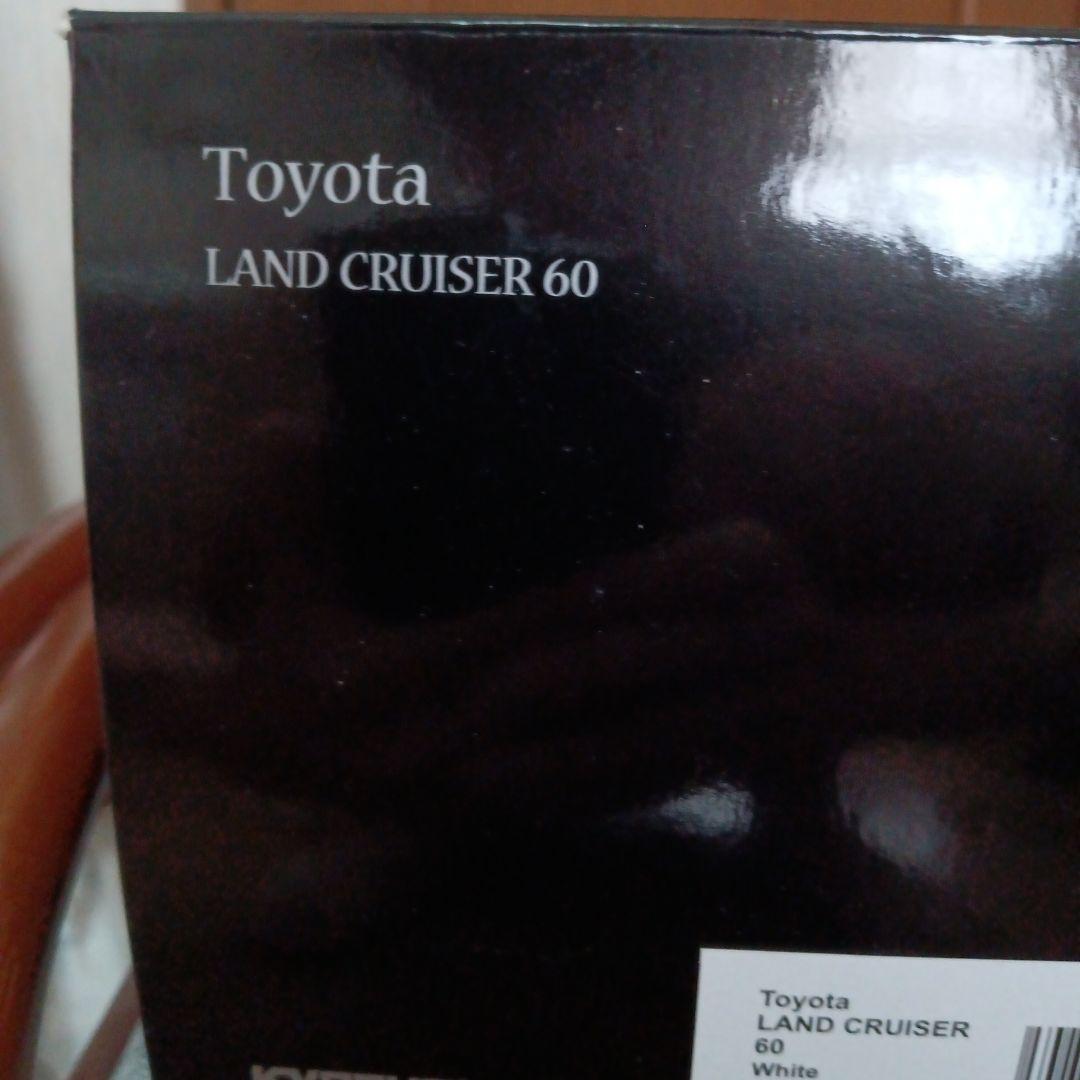 Toyota
LAND CRUISER 60
Toyota
LAND CRUISER
60
White